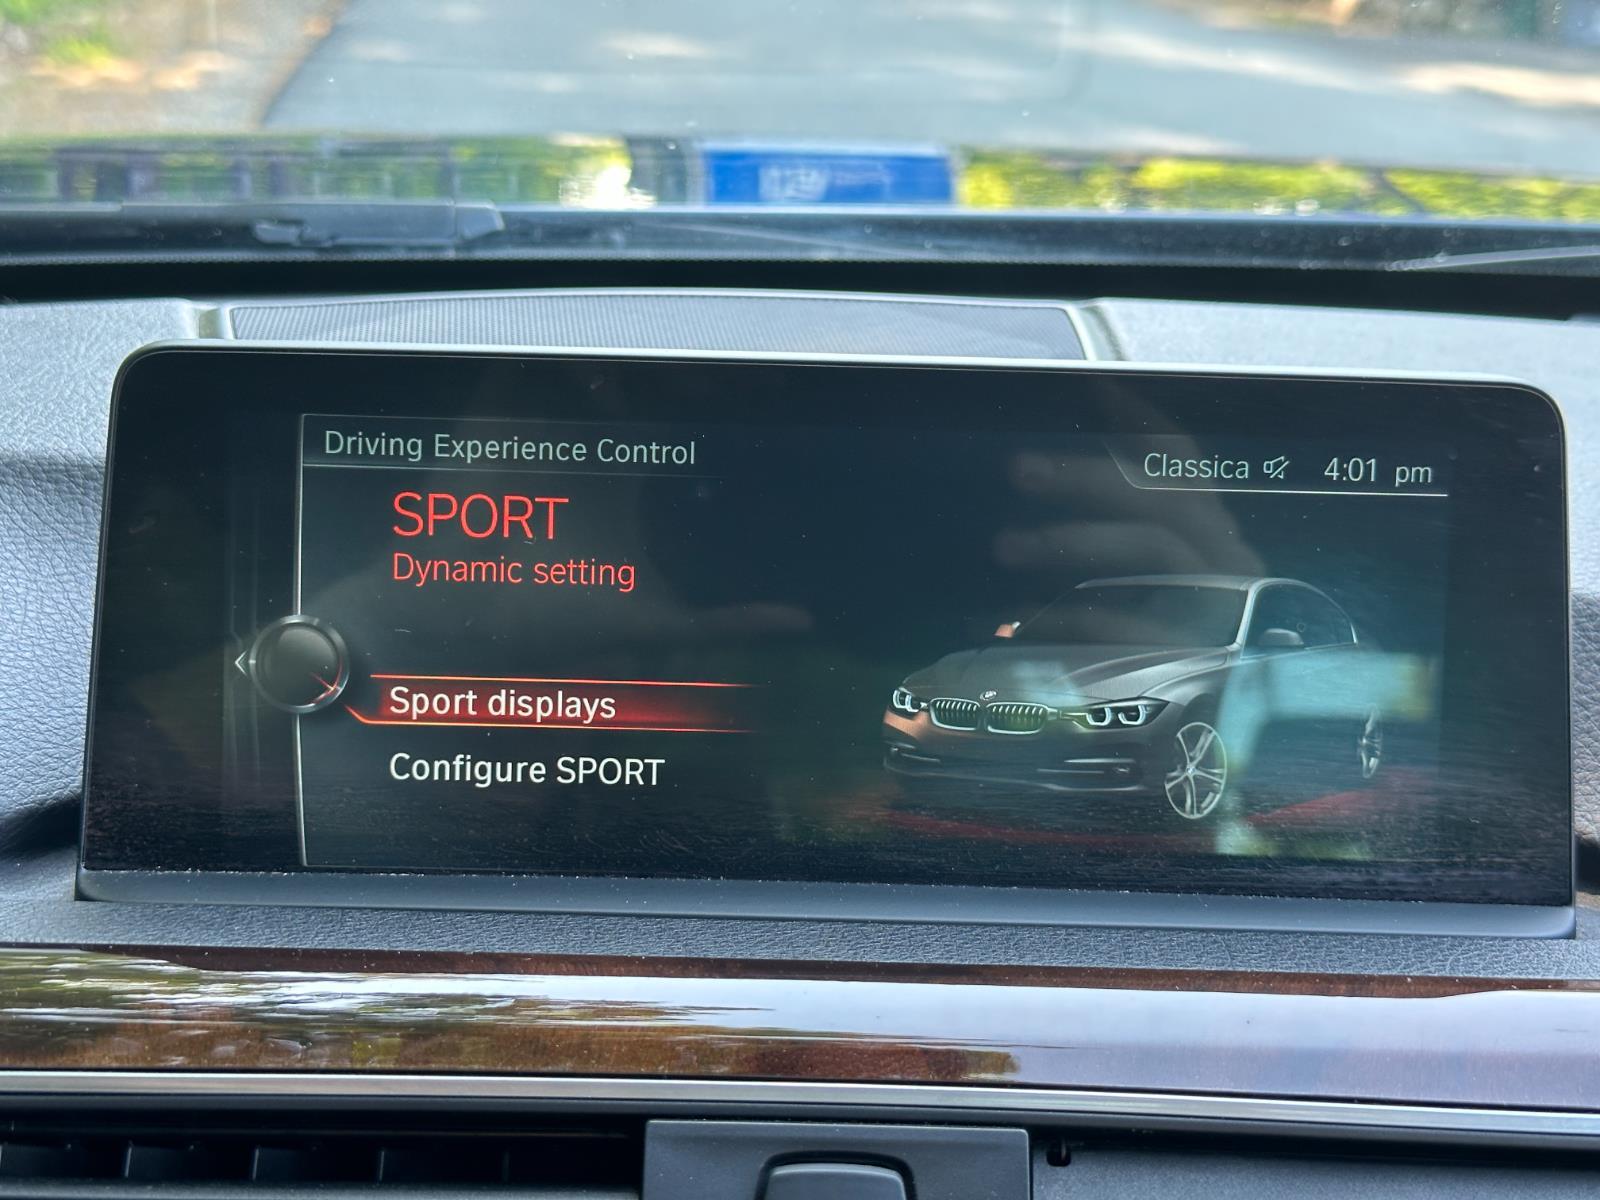 Driving Experience Control
Classica 4:01 pm
SPORT
Dynamic setting
Sport displays
Configure SPORT